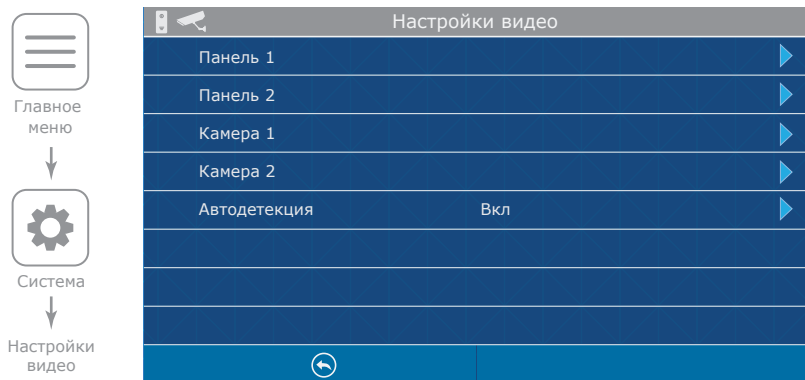 Главное
меню
Система
Настройки
видео
Настройки видео
Панель 1
Панель 2
Камера 1
Камера 2
Автодетекция Вкл